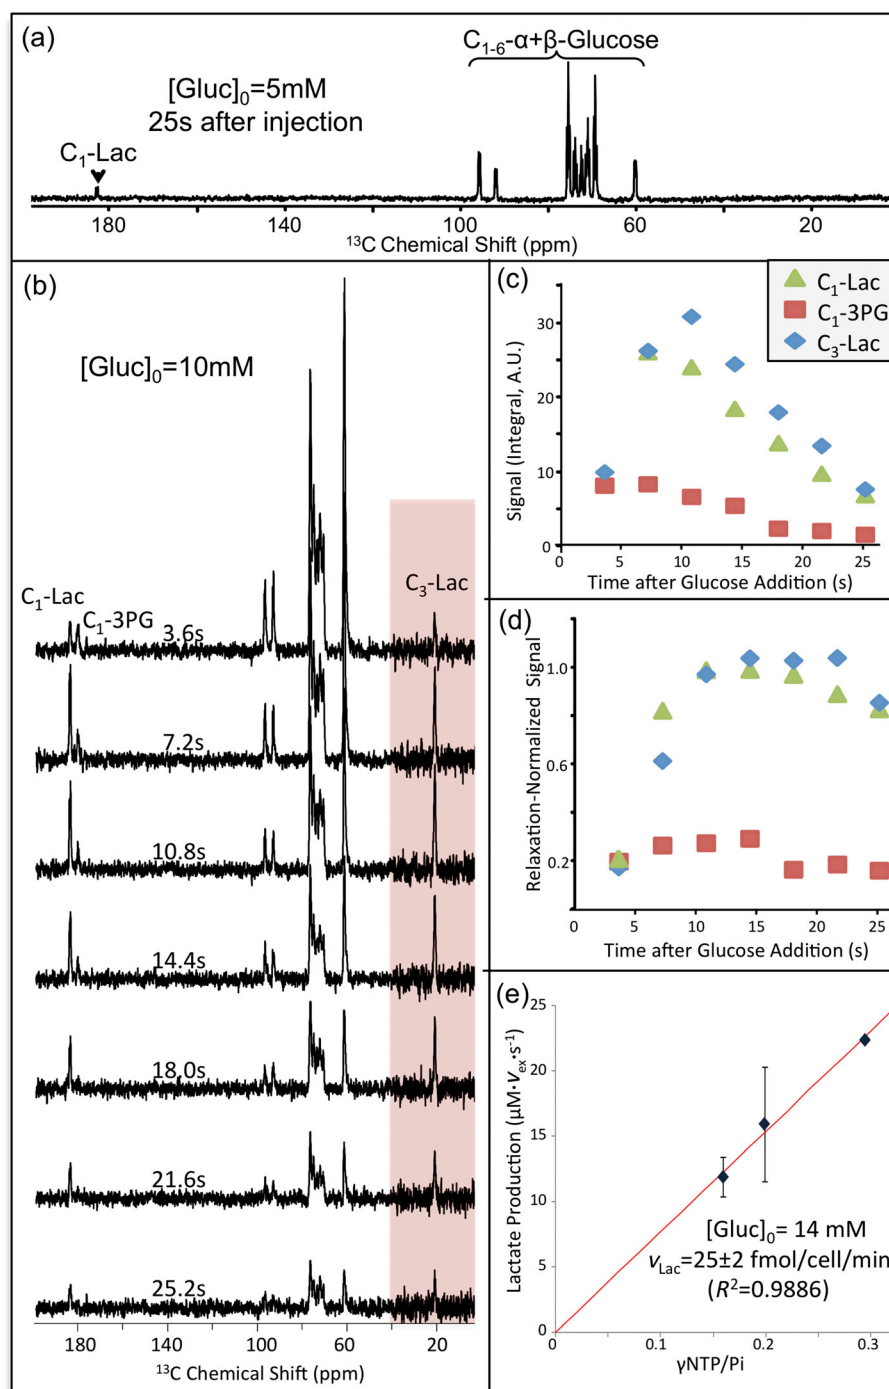 (a)
C₁₋₆-α+β-Glucose
[Gluc]₀=5mM
25s after injection
C₁-Lac
180
140
100
60
20
¹³C Chemical Shift (ppm)
(b)
[Gluc]₀=10mM
C₁-Lac
C₁-3PG
C₃-Lac
3.6s
7.2s
10.8s
14.4s
18.0s
21.6s
25.2s
180
140
100
60
20
¹³C Chemical Shift (ppm)
(c)
C₁-Lac
C₁-3PG
C₃-Lac
Signal (Integral, A.U.)
30
20
10
0
0
5
10
15
20
25
Time after Glucose Addition (s)
(d)
Relaxation-Normalized Signal
1.0
0.6
0.2
0
5
10
15
20
25
Time after Glucose Addition (s)
(e)
Lactate Production (μM·νₑₓ·s⁻¹)
25
20
15
10
5
0
0
0.1
0.2
0.3
[Gluc]₀= 14 mM
νLac=25±2 fmol/cell/min
(R²=0.9886)
γNTP/Pi